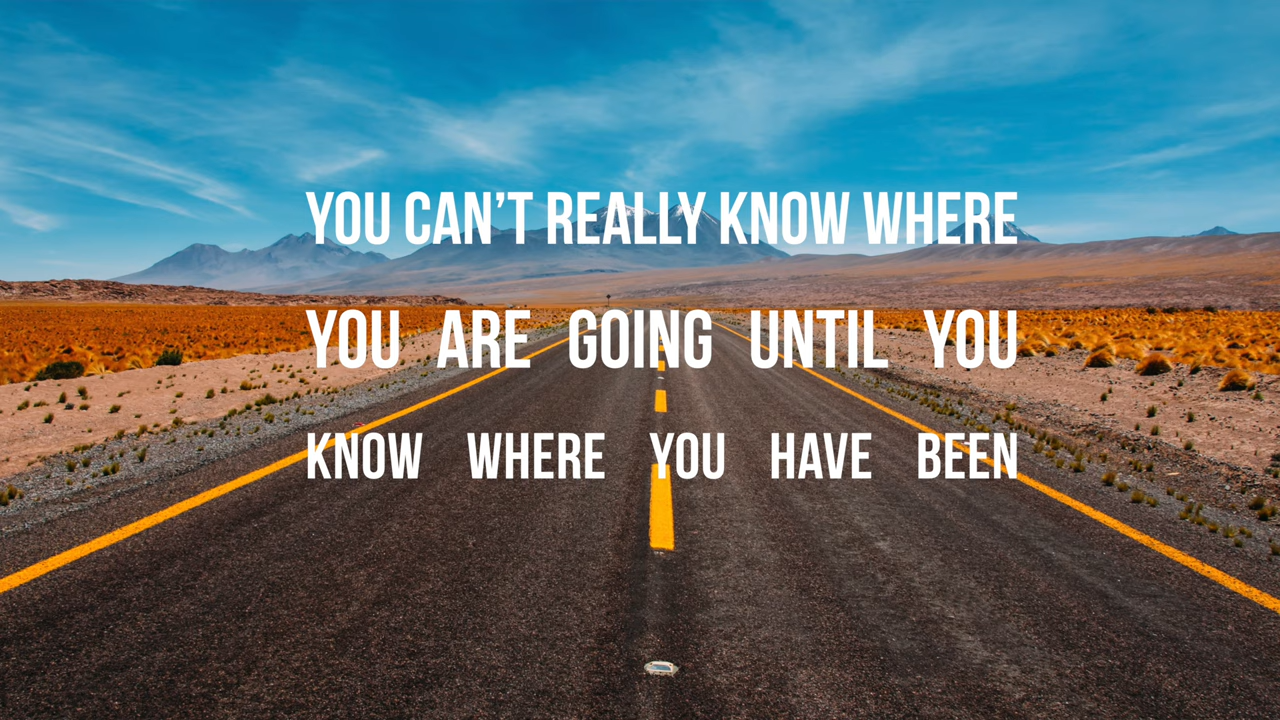 YOU CAN’T REALLY KNOW WHERE
YOU ARE GOING UNTIL YOU
KNOW WHERE YOU HAVE BEEN